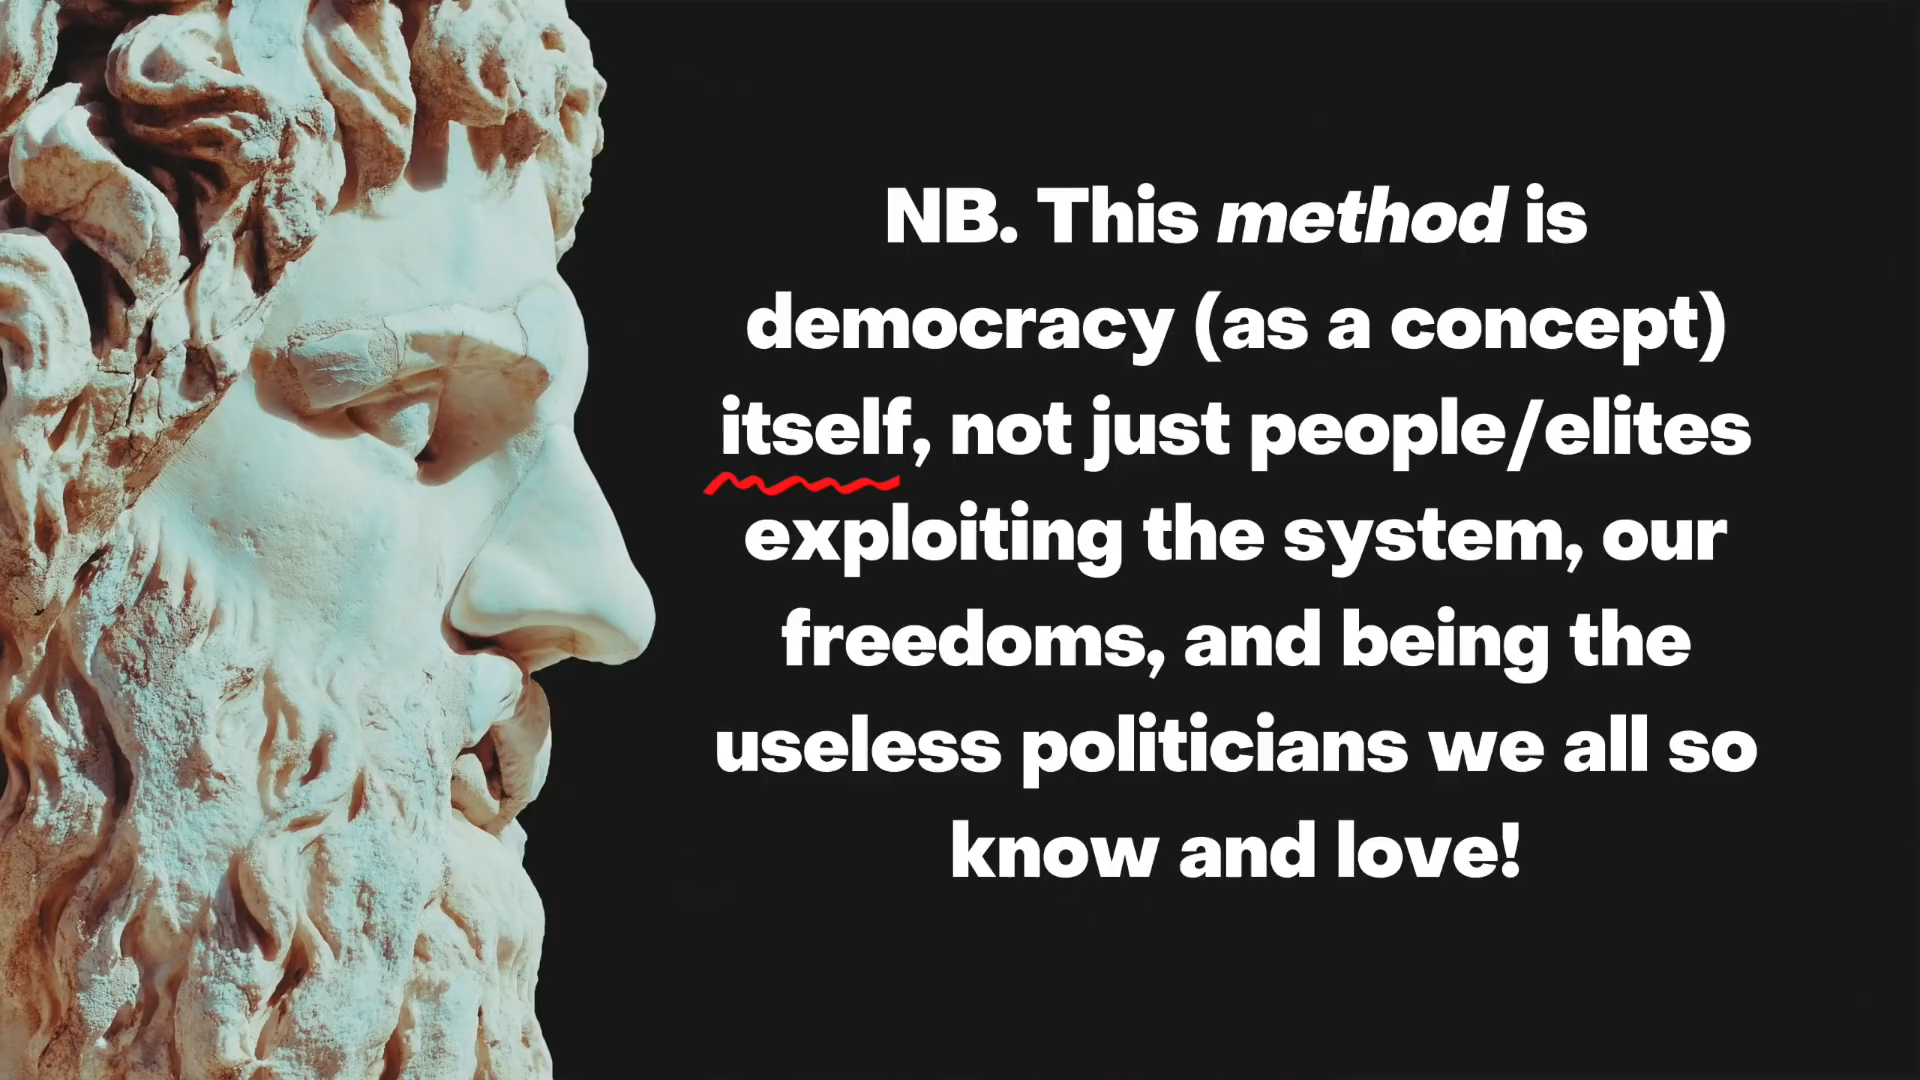 NB. This method is
democracy (as a concept)
itself, not just people/elites
exploiting the system, our
freedoms, and being the
useless politicians we all so
know and love!